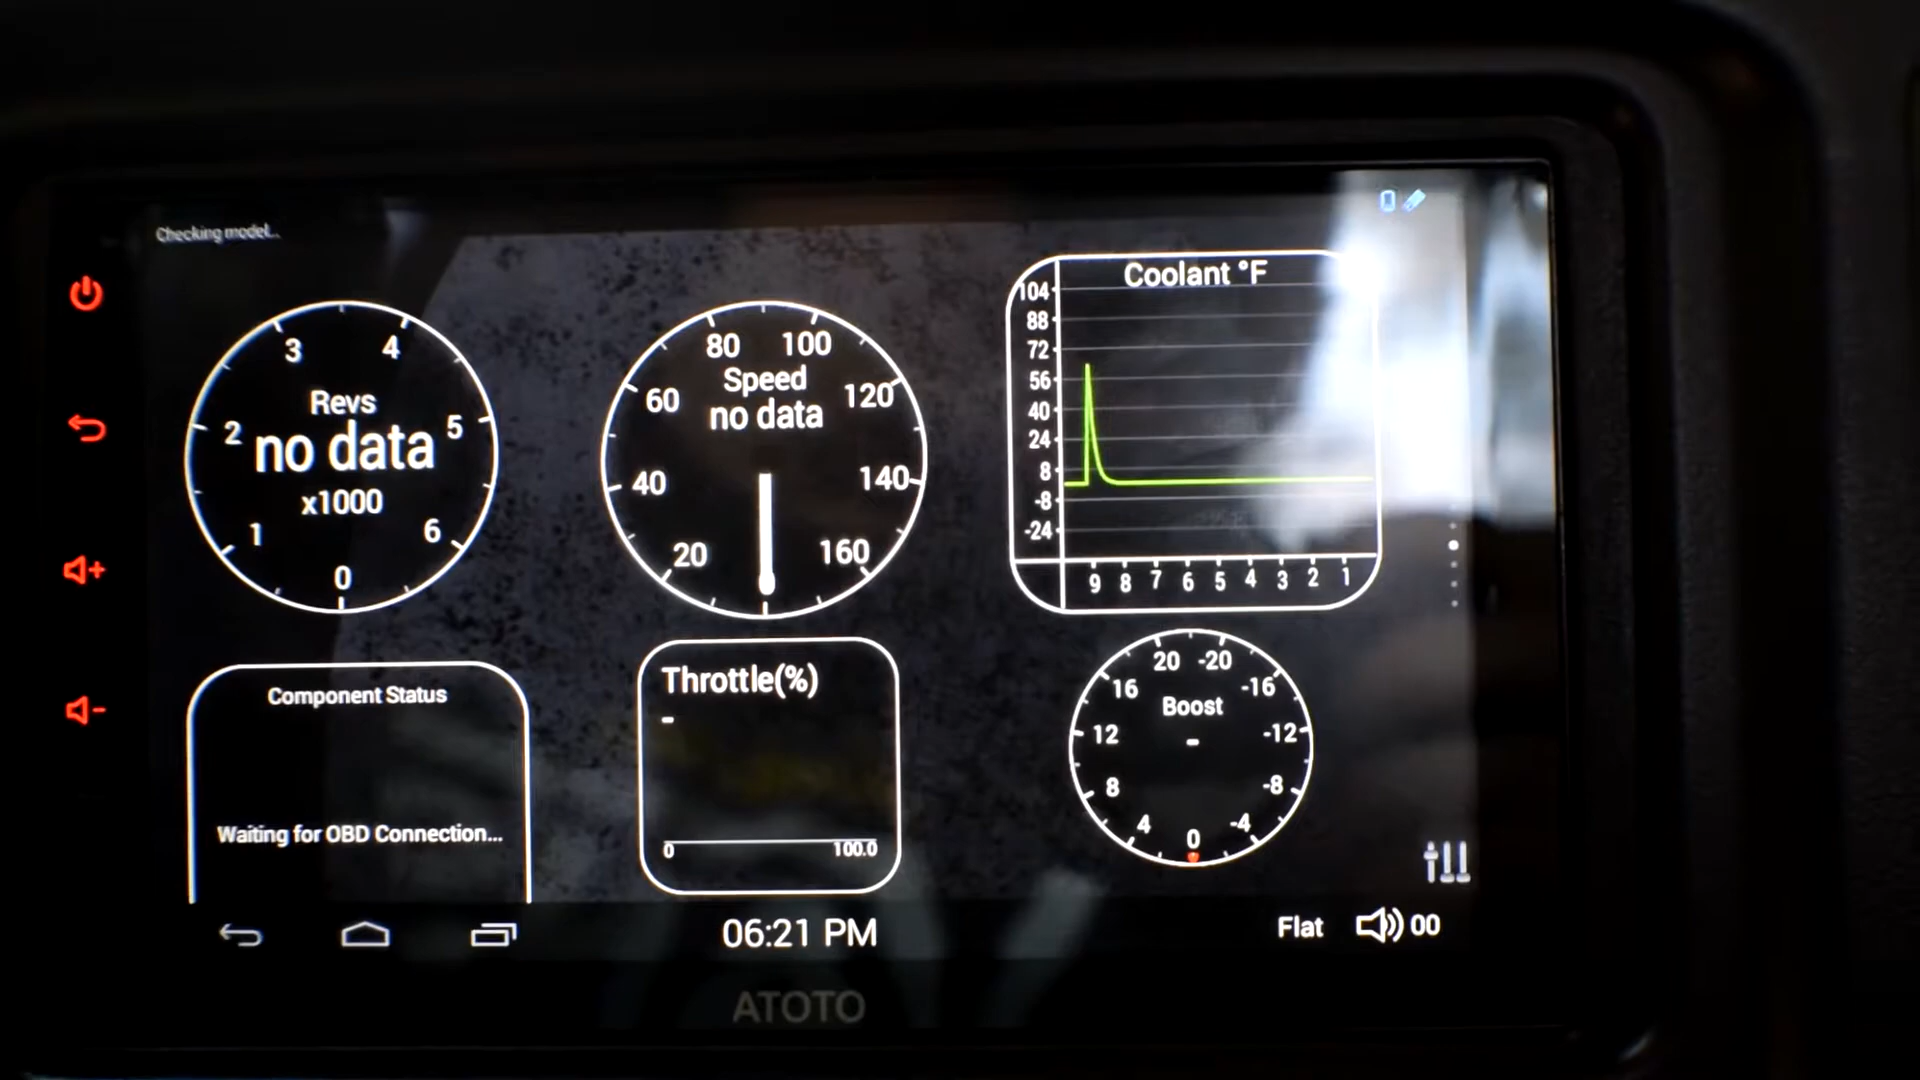 Checking model...
3
4
Revs
2
no data
5
x1000
1
6
0
80
100
Speed
60
no data
120
40
140
20
160
Coolant °F
104
88
72
56
40
24
8
-8
-24
9 8 7 6 5 4 3 2 1
Component Status
Waiting for OBD Connection...
Throttle(%)
-
0
100.0
20 -20
16 -16
Boost
12 - -12
8 -8
4 -4
0
06:21 PM
Flat
00
ATOTO